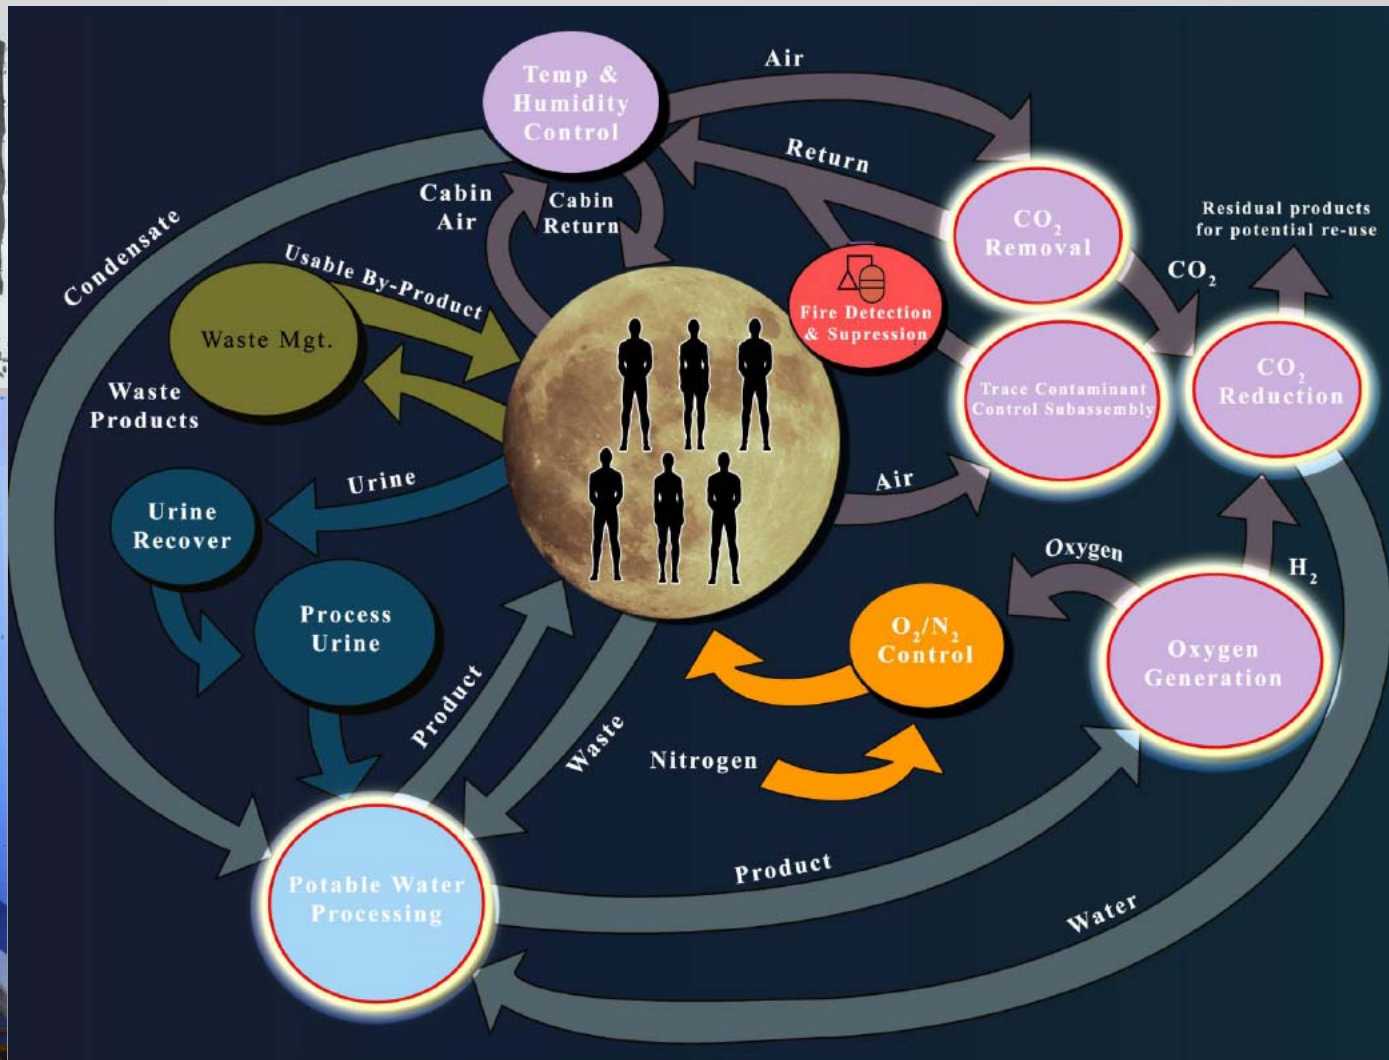 Temp &
Humidity
Control
Air
Return
Cabin
Air
Cabin
Return
CO₂
Removal
Residual products
for potential re-use
CO₂
Condensate
Usable By-Product
Waste Mgt.
Fire Detection
& Supression
Trace Contaminant
Control Subassembly
CO₂
Reduction
Waste
Products
Urine
Air
Urine
Recover
Oxygen
H₂
Process
Urine
O₂/N₂
Control
Oxygen
Generation
Product
Waste
Nitrogen
Product
Potable Water
Processing
Water